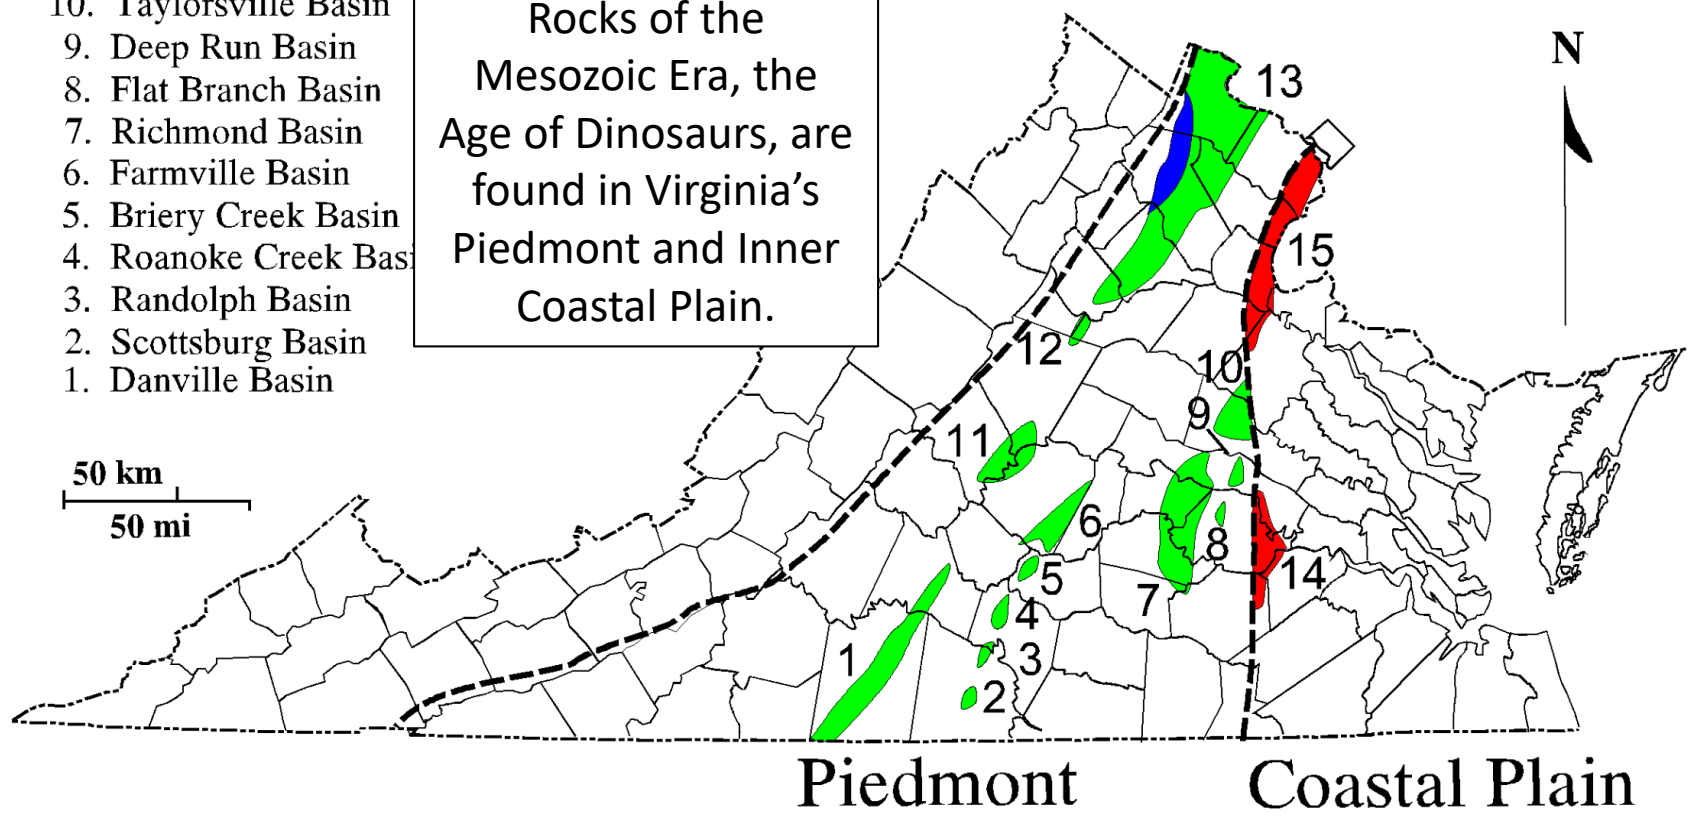 10. Taylorsville Basin
9. Deep Run Basin
8. Flat Branch Basin
7. Richmond Basin
6. Farmville Basin
5. Briery Creek Basin
4. Roanoke Creek Basi
3. Randolph Basin
2. Scottsburg Basin
1. Danville Basin
Rocks of the
Mesozoic Era, the
Age of Dinosaurs, are
found in Virginia’s
Piedmont and Inner
Coastal Plain.
N
50 km
50 mi
13
15
12
10
9
11
6
8
5
14
7
4
1
3
2
Piedmont
Coastal Plain